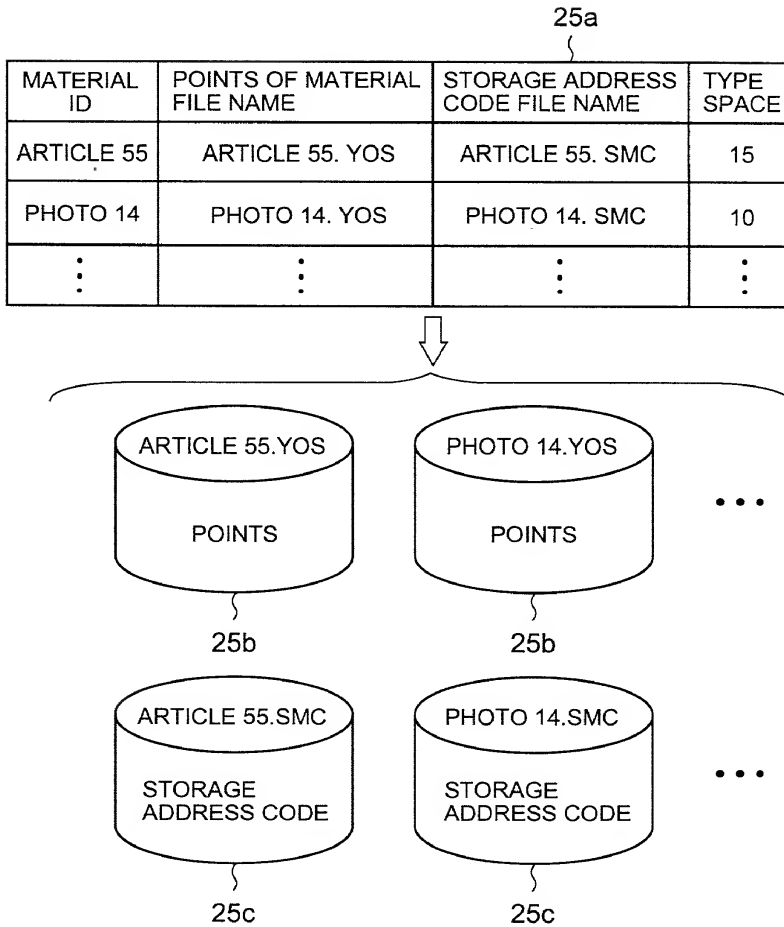 25a
MATERIAL ID POINTS OF MATERIAL FILE NAME STORAGE ADDRESS CODE FILE NAME TYPE SPACE
ARTICLE 55 ARTICLE 55. YOS ARTICLE 55. SMC 15
PHOTO 14 PHOTO 14. YOS PHOTO 14. SMC 10
ARTICLE 55.YOS PHOTO 14.YOS
POINTS POINTS
25b 25b
ARTICLE 55.SMC PHOTO 14.SMC
STORAGE STORAGE
ADDRESS CODE ADDRESS CODE
25c 25c